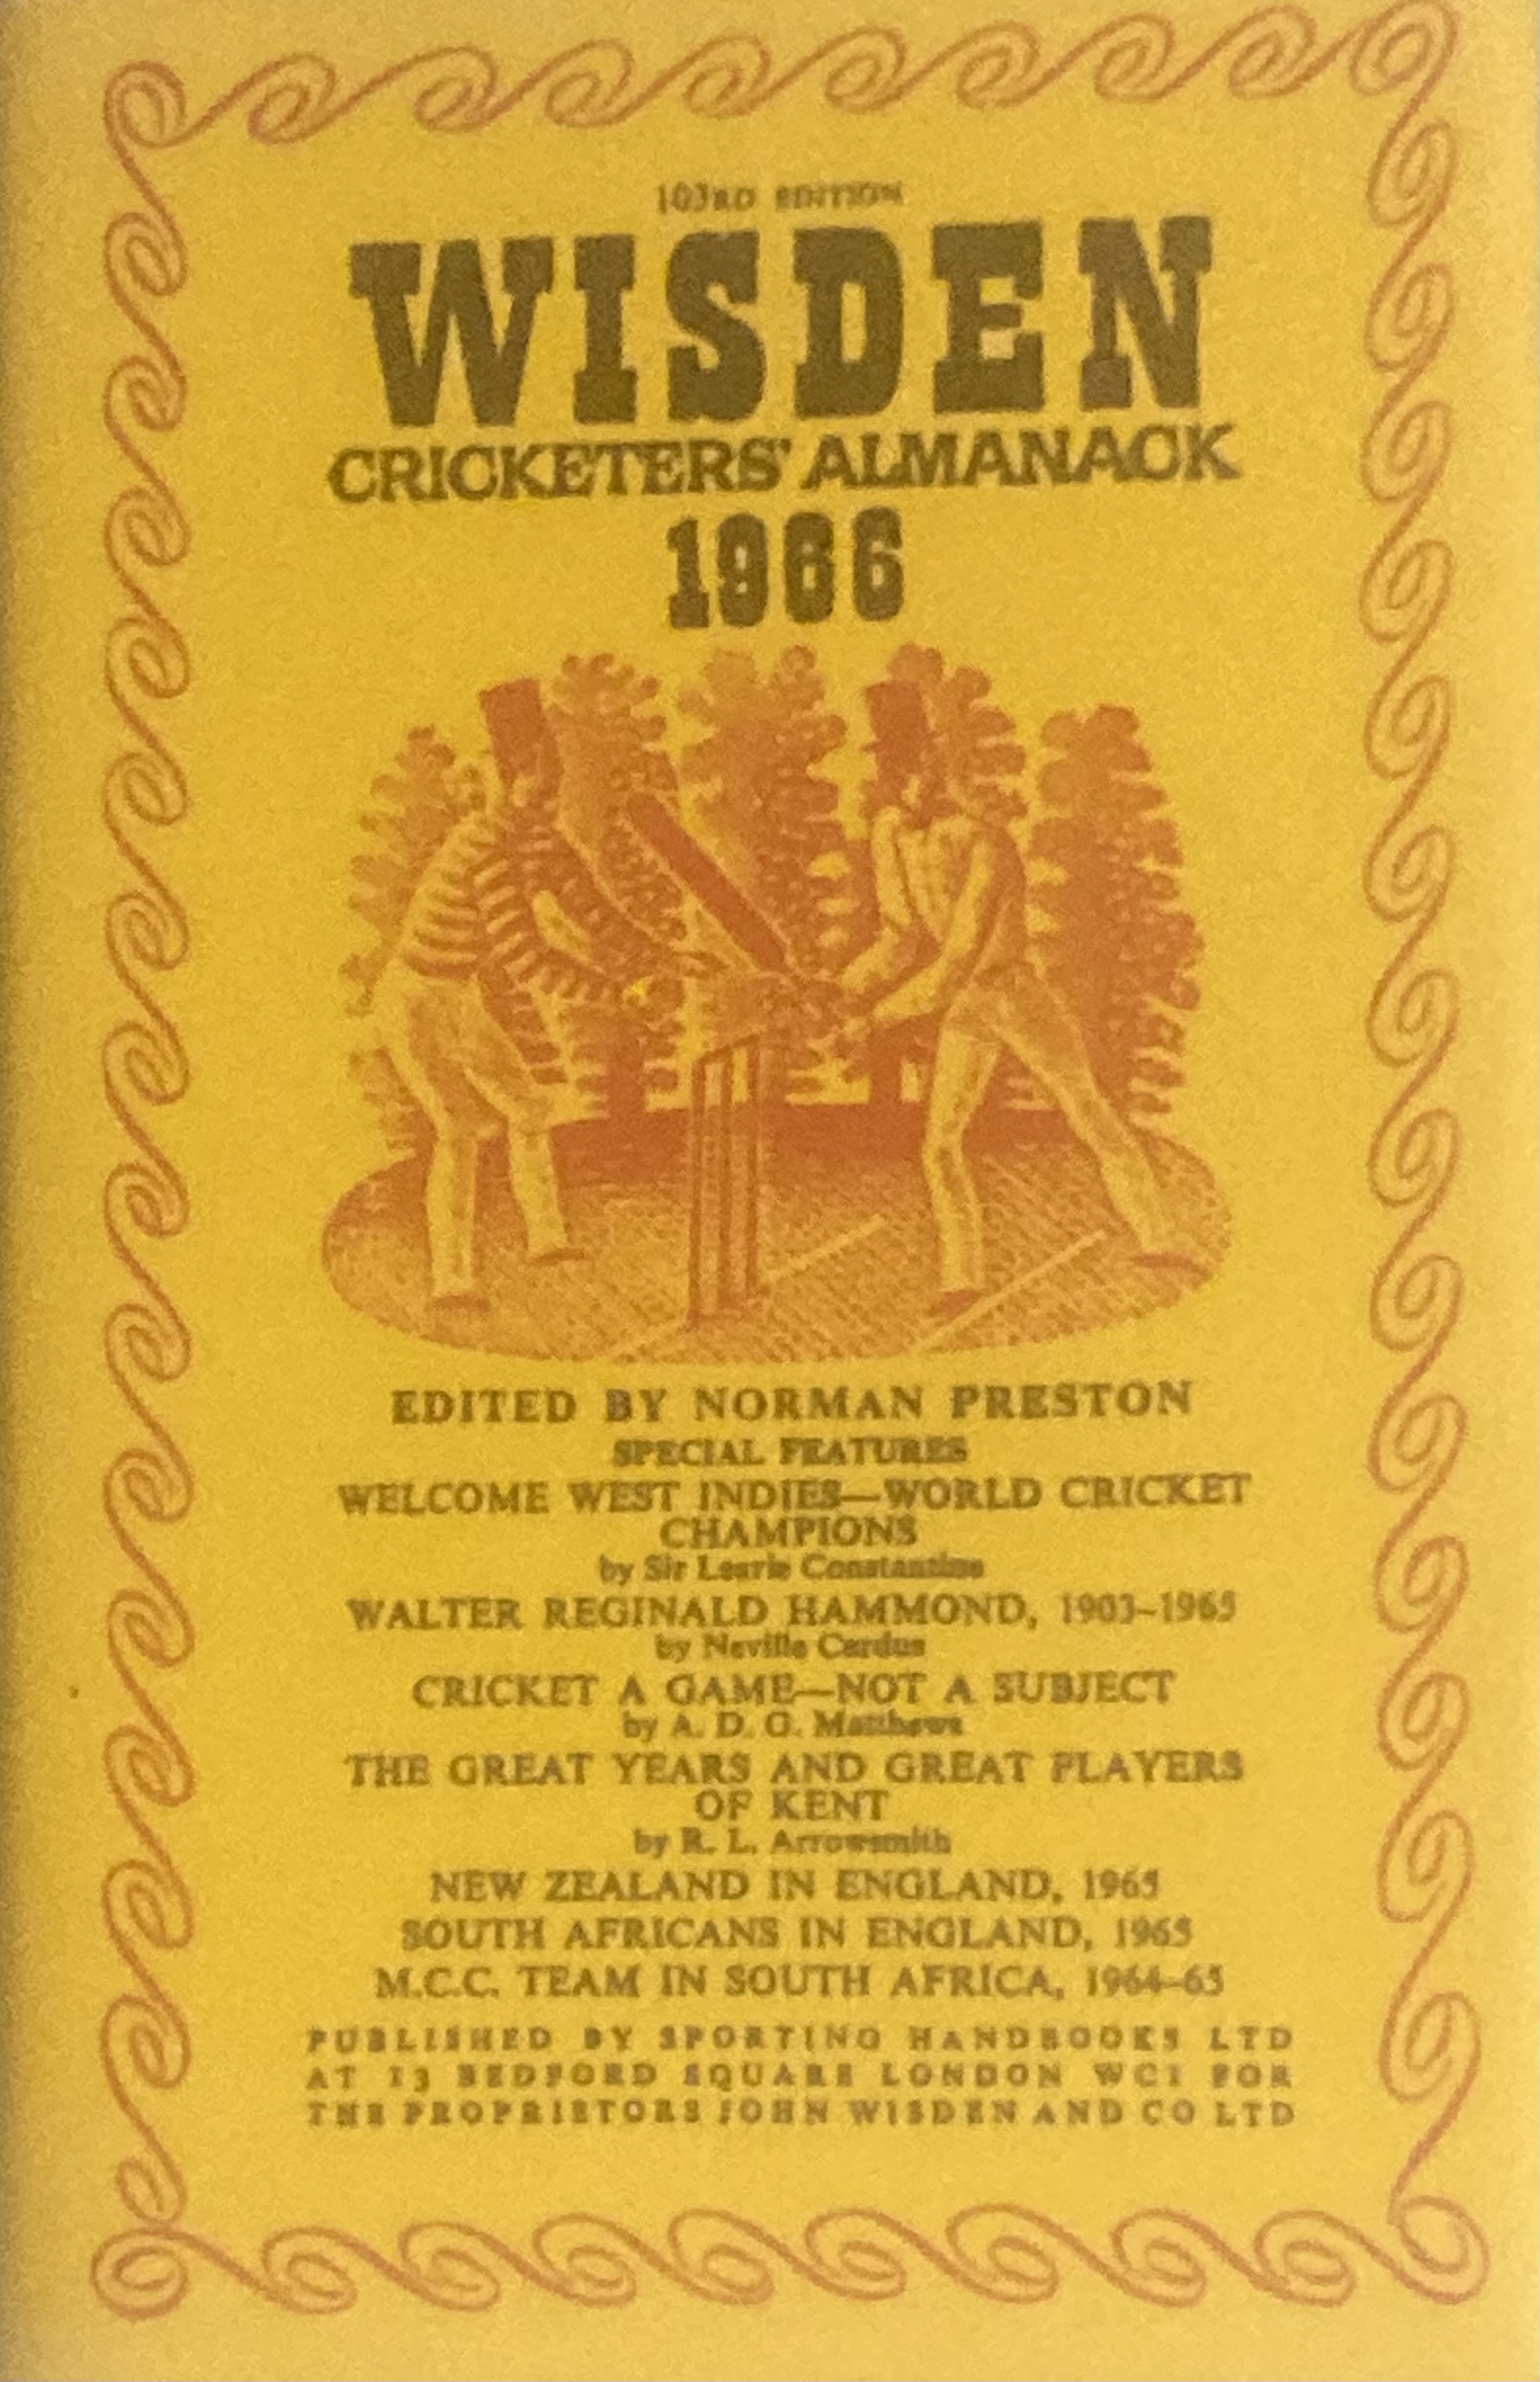 103RD EDITION
WISDEN
CRICKETERS' ALMANACK
1966
EDITED BY NORMAN PRESTON
SPECIAL FEATURES
WELCOME WEST INDIES—WORLD CRICKET
CHAMPIONS
by Sir Learie Constantine
WALTER REGINALD HAMMOND, 1903–1965
by Neville Cardus
CRICKET A GAME—NOT A SUBJECT
by A. D. G. Matthews
THE GREAT YEARS AND GREAT PLAYERS
OF KENT
by R. L. Arrowsmith
NEW ZEALAND IN ENGLAND, 1965
SOUTH AFRICANS IN ENGLAND, 1965
M.C.C. TEAM IN SOUTH AFRICA, 1964–65
PUBLISHED BY SPORTING HANDBOOKS LTD
AT 13 BEDFORD SQUARE LONDON WC1 FOR
THE PROPRIETORS JOHN WISDEN AND CO LTD